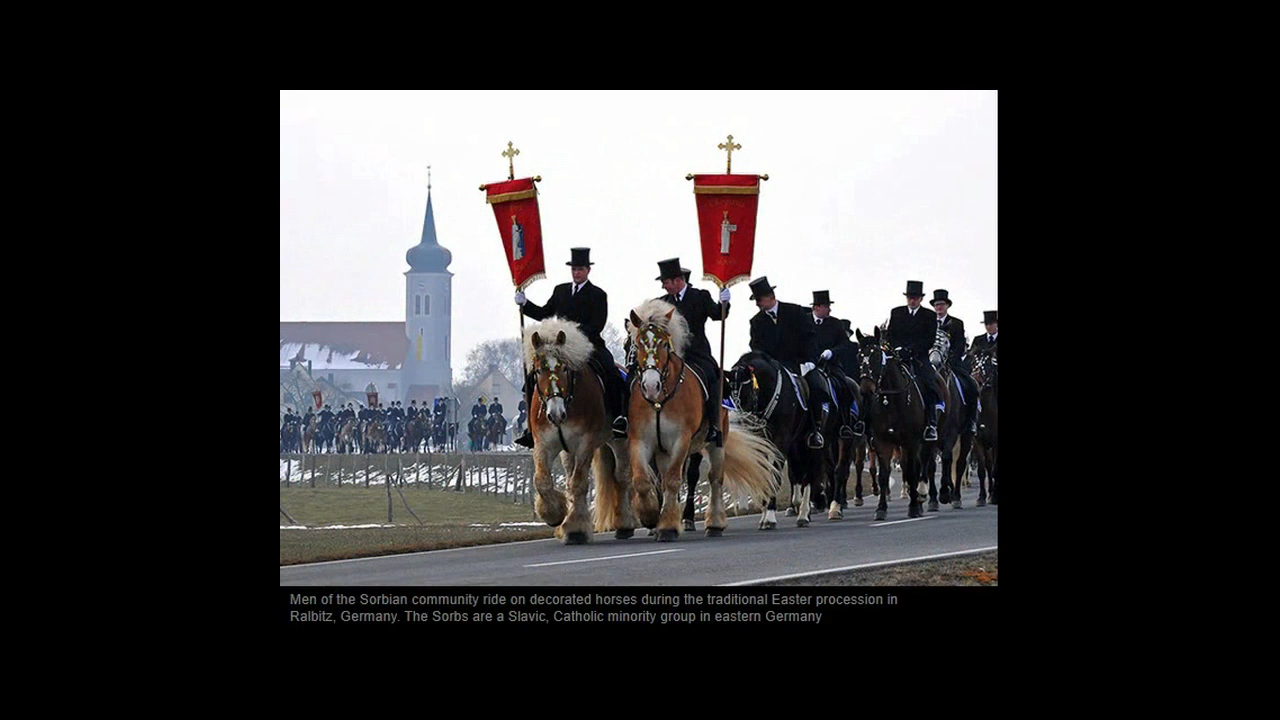 Men of the Sorbian community ride on decorated horses during the traditional Easter procession in
Ralbitz, Germany. The Sorbs are a Slavic, Catholic minority group in eastern Germany